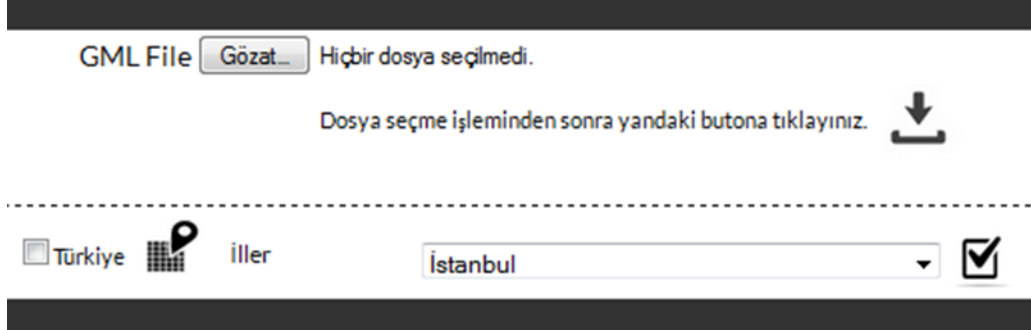 GML File Gözat... Hiçbir dosya seçilmedi.
Dosya seçme işleminden sonra yandaki butona tıklayınız.
Türkiye İller İstanbul